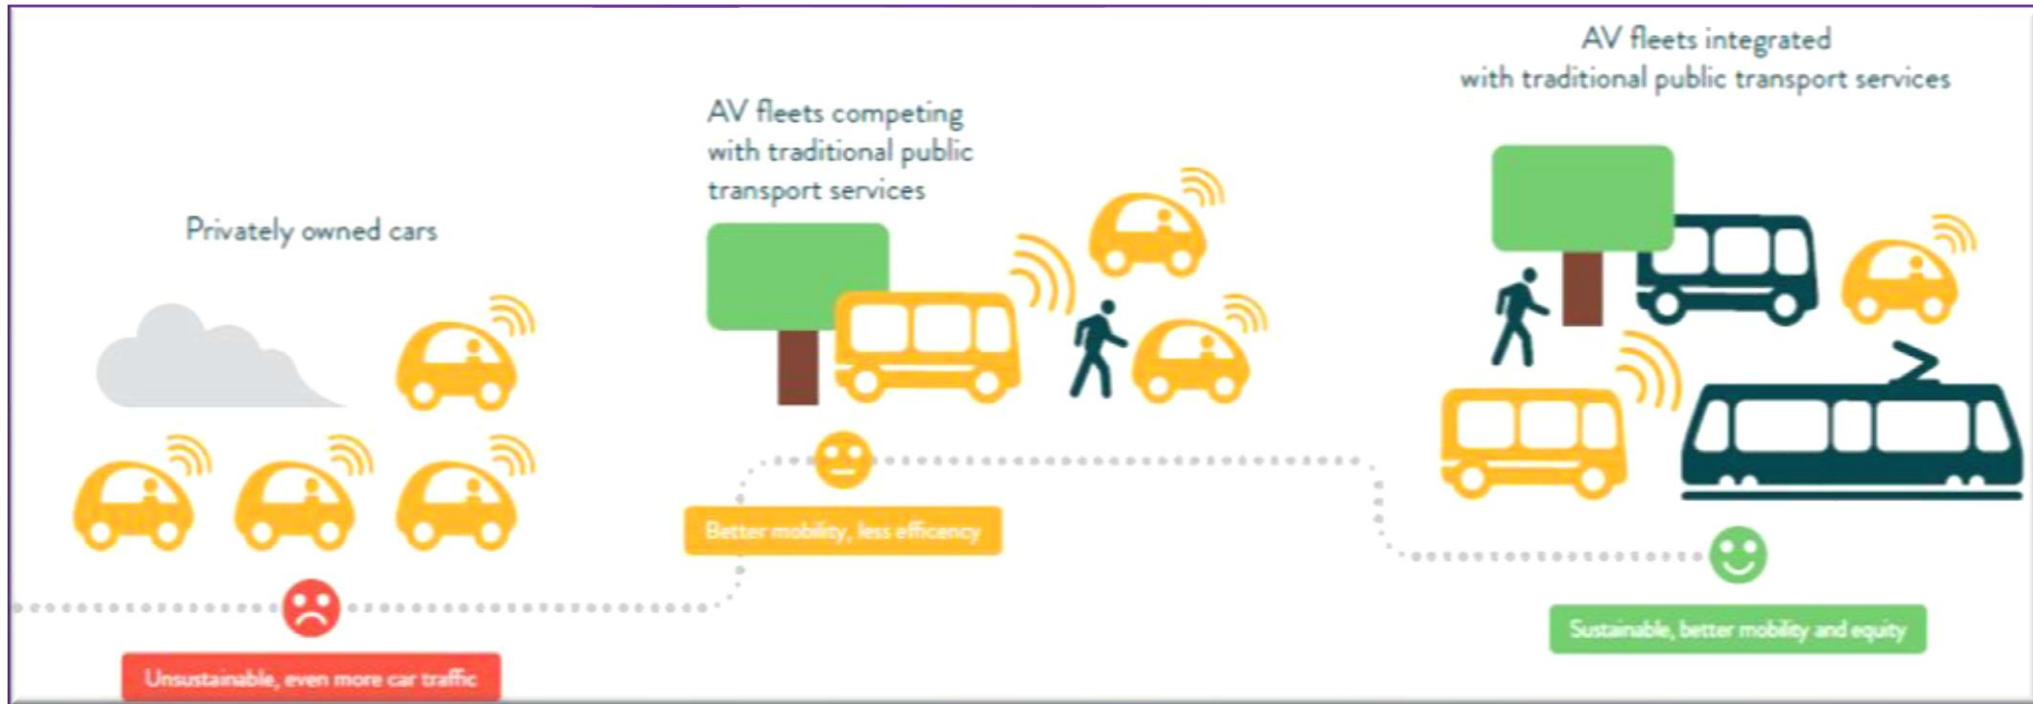 Privately owned cars
Unsustainable, even more car traffic
AV fleets competing
with traditional public
transport services
Better mobility, less efficency
AV fleets integrated
with traditional public transport services
Sustainable, better mobility and equity